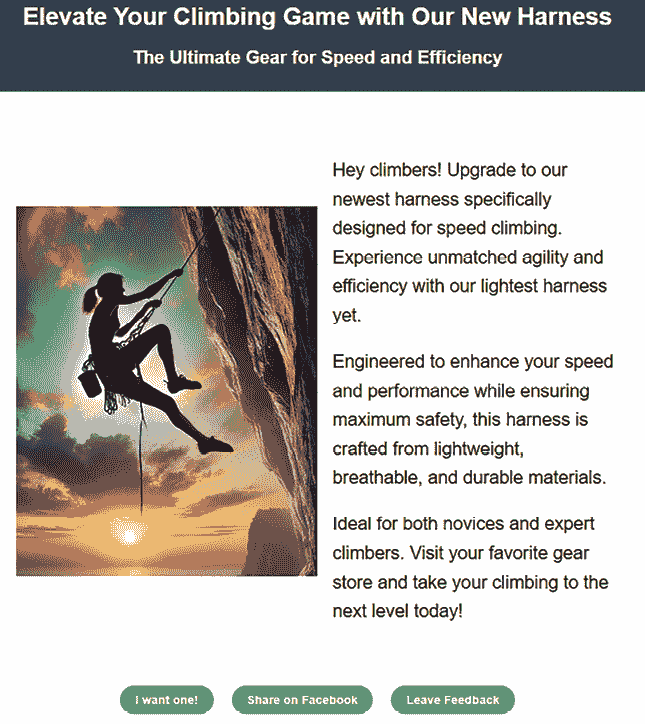 Elevate Your Climbing Game with Our New Harness
The Ultimate Gear for Speed and Efficiency
Hey climbers! Upgrade to our
newest harness specifically
designed for speed climbing.
Experience unmatched agility and
efficiency with our lightest harness
yet.
Engineered to enhance your speed
and performance while ensuring
maximum safety, this harness is
crafted from lightweight,
breathable, and durable materials.
Ideal for both novices and expert
climbers. Visit your favorite gear
store and take your climbing to the
next level today!
I want one!
Share on Facebook
Leave Feedback